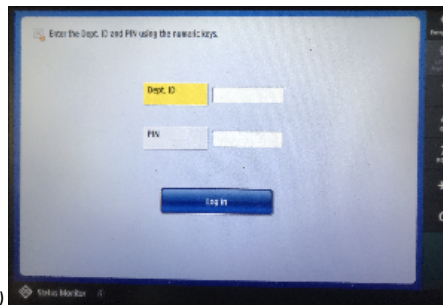 Enter the Dept. ID and PIN using the numeric keys.
Dept. ID
PIN
Log in
Status Monitor
)